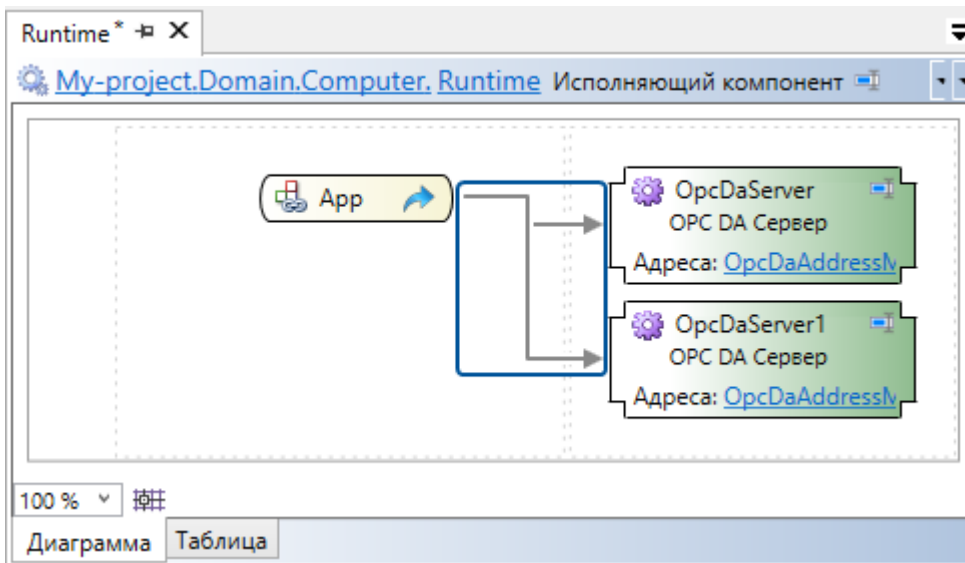 Runtime*
My-project.Domain.Computer. Runtime Исполняющий компонент
App
OpcDaServer
OPC DA Сервер
Адреса: OpcDaAddressM
OpcDaServer1
OPC DA Сервер
Адреса: OpcDaAddressM
100 %
Диаграмма Таблица